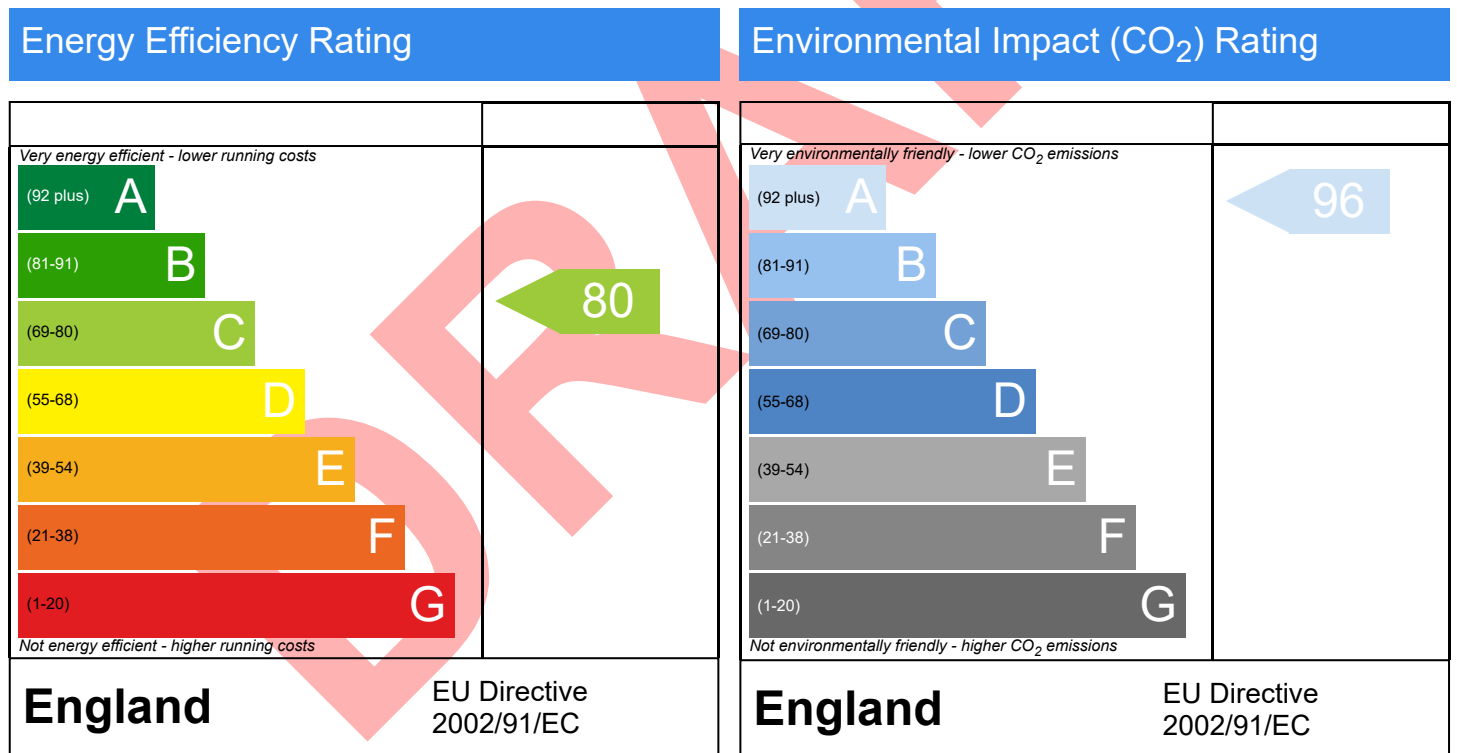 Energy Efficiency Rating
Very energy efficient - lower running costs
(92 plus) A
(81-91) B
(69-80) C
(55-68) D
(39-54) E
(21-38) F
(1-20) G
Not energy efficient - higher running costs
80
England
EU Directive
2002/91/EC
Environmental Impact (CO₂) Rating
Very environmentally friendly - lower CO₂ emissions
(92 plus) A
(81-91) B
(69-80) C
(55-68) D
(39-54) E
(21-38) F
(1-20) G
Not environmentally friendly - higher CO₂ emissions
96
England
EU Directive
2002/91/EC